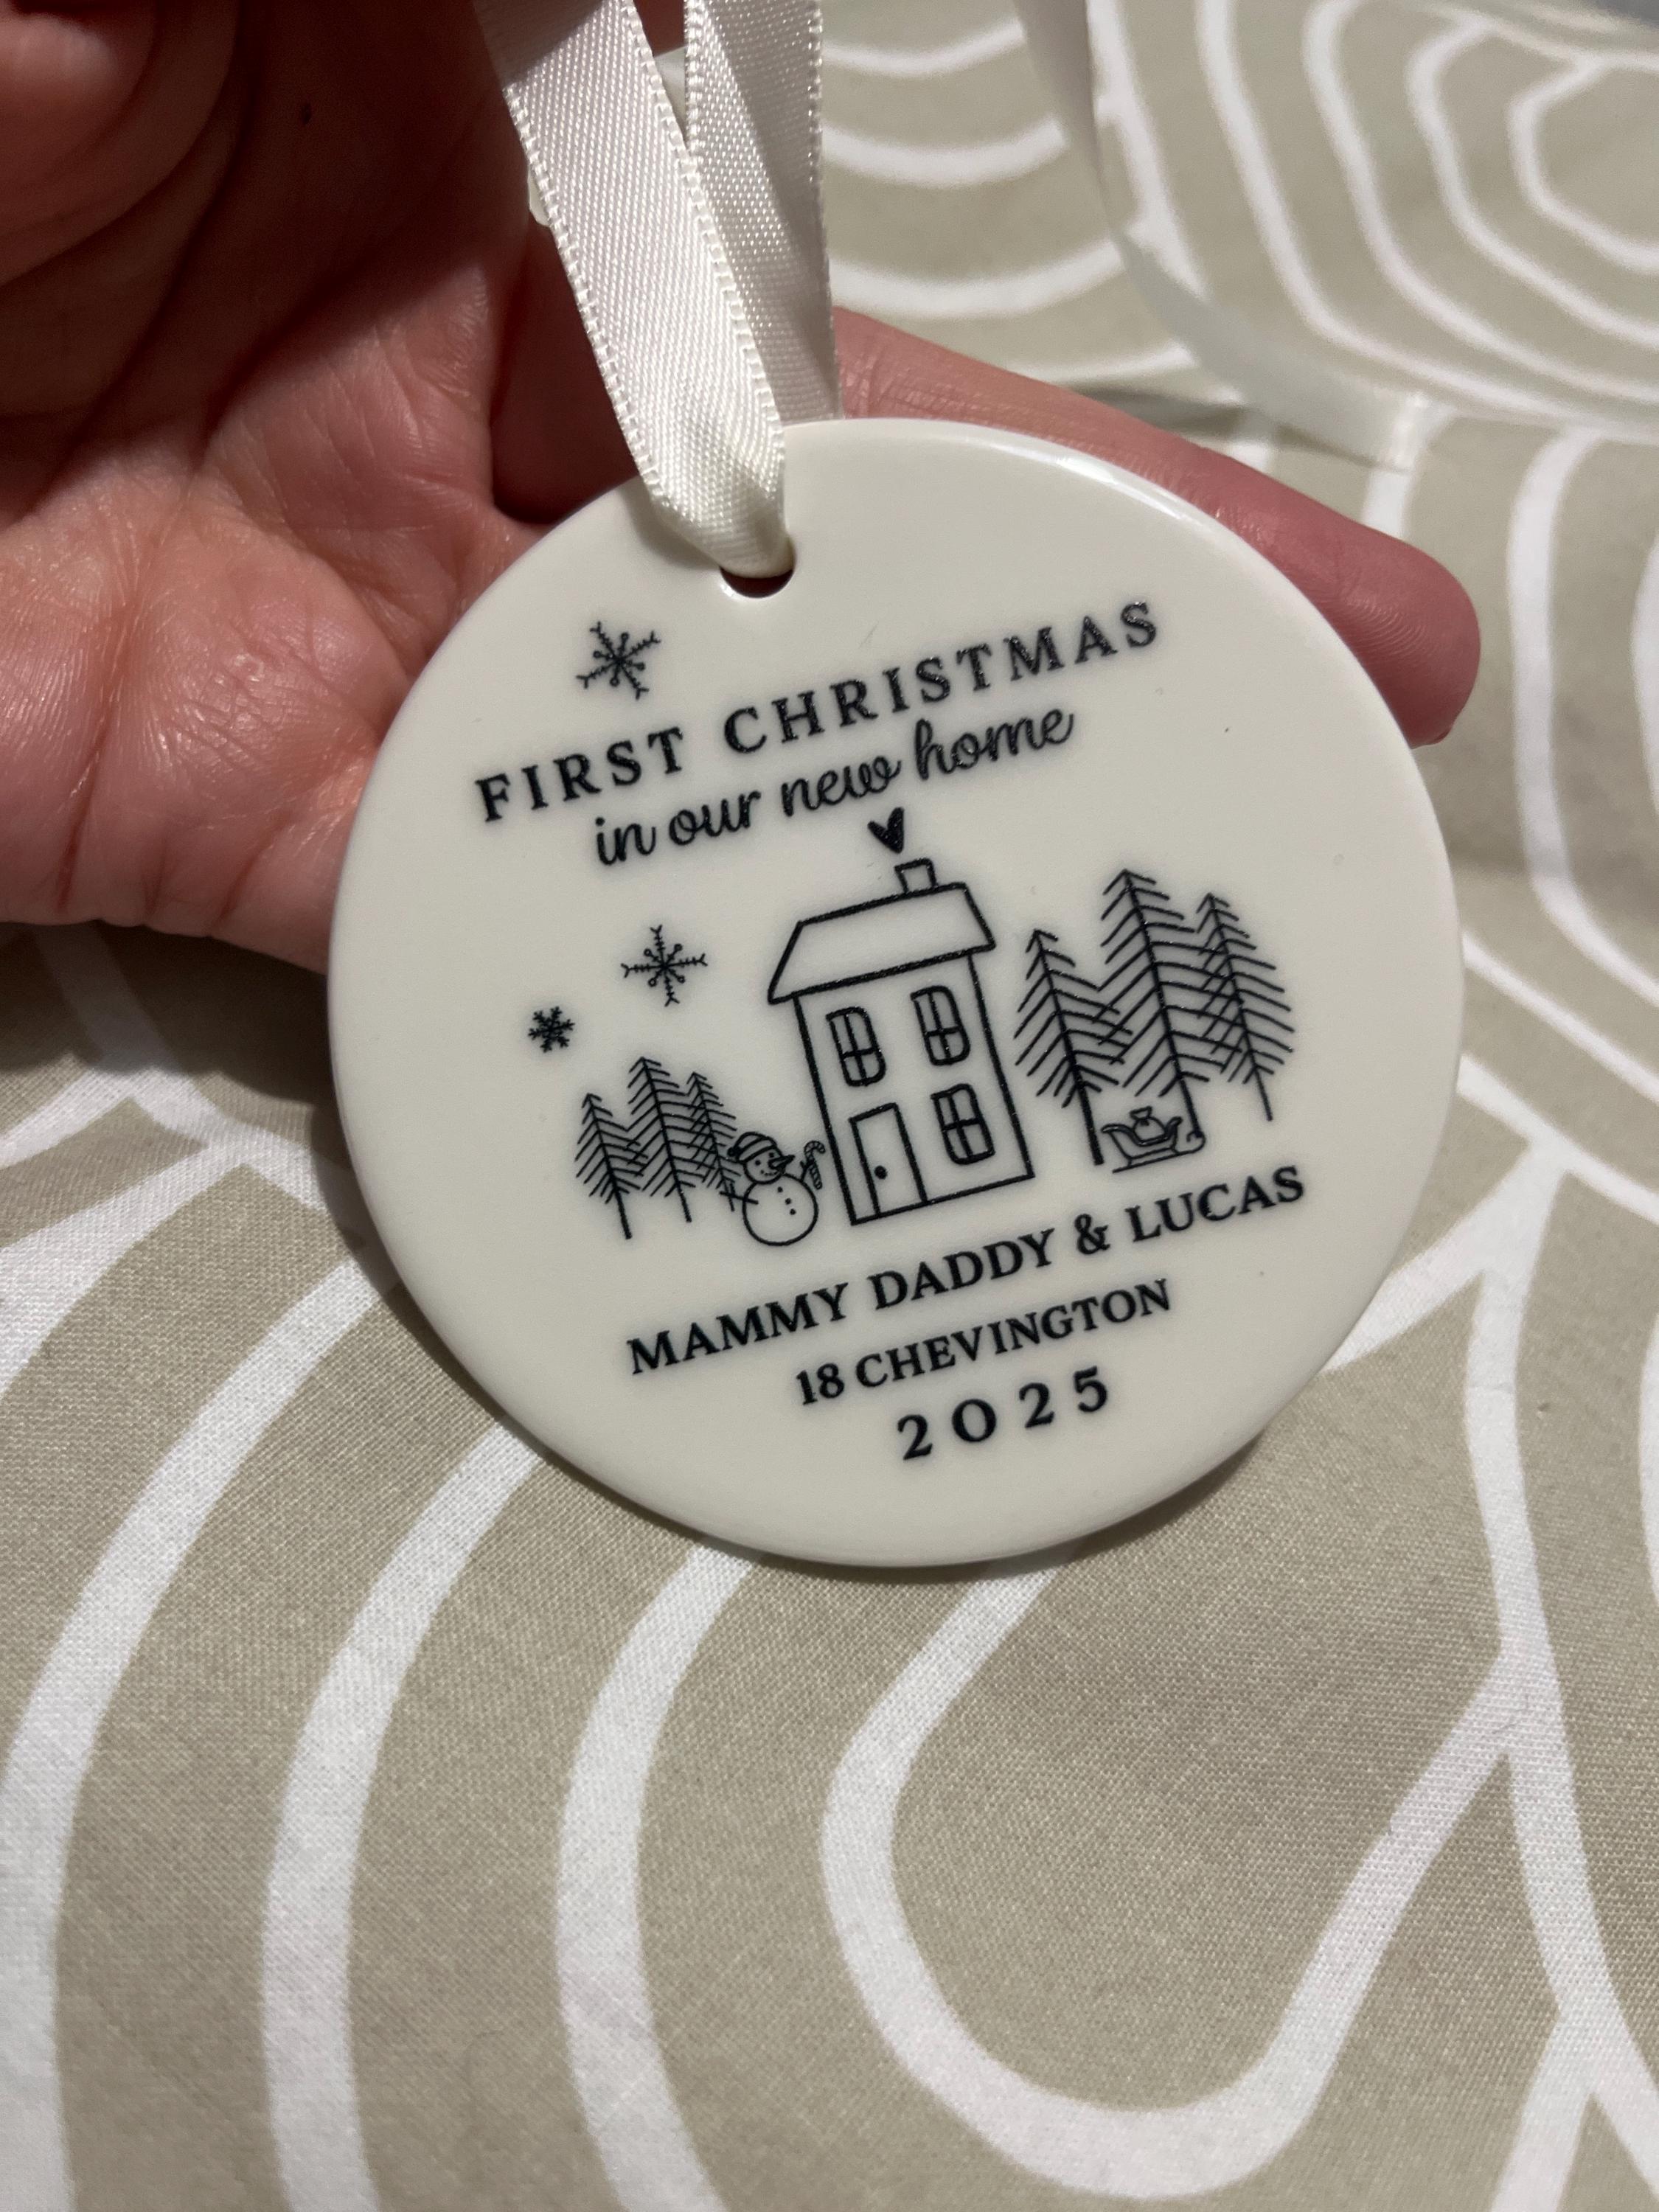 FIRST CHRISTMAS
in our new home
MAMMY DADDY & LUCAS
18 CHEVINGTON
2025